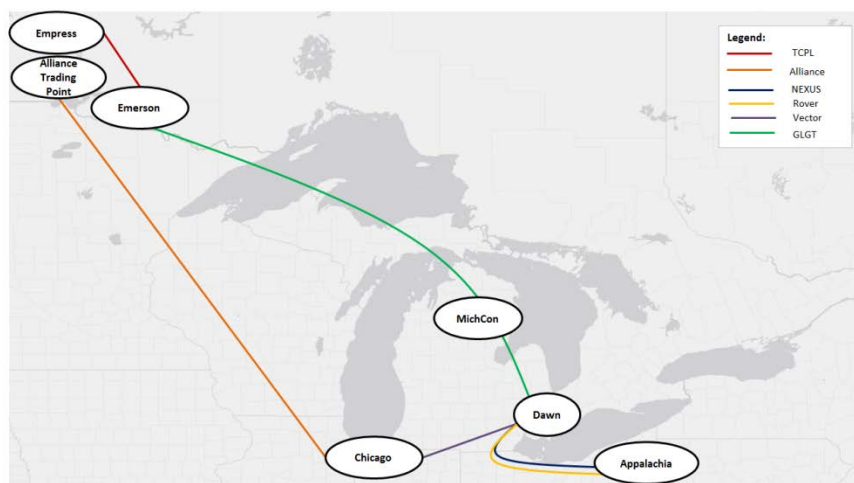 Empress
Alliance
Trading
Point
Emerson
MichCon
Dawn
Chicago
Appalachia
Legend:
TCPL
Alliance
NEXUS
Rover
Vector
GLGT